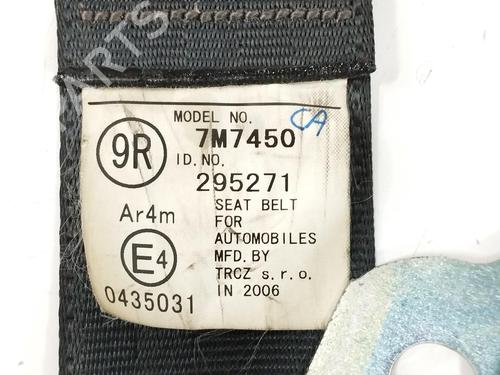 PARTS
MODEL NO.
CA
9R
7M7450
ID.NO.
295271
Ar4m
SEAT BELT
FOR
E4
AUTOMOBILES
MFD.BY
0435031
TRCZ s.r.o.
IN 2006